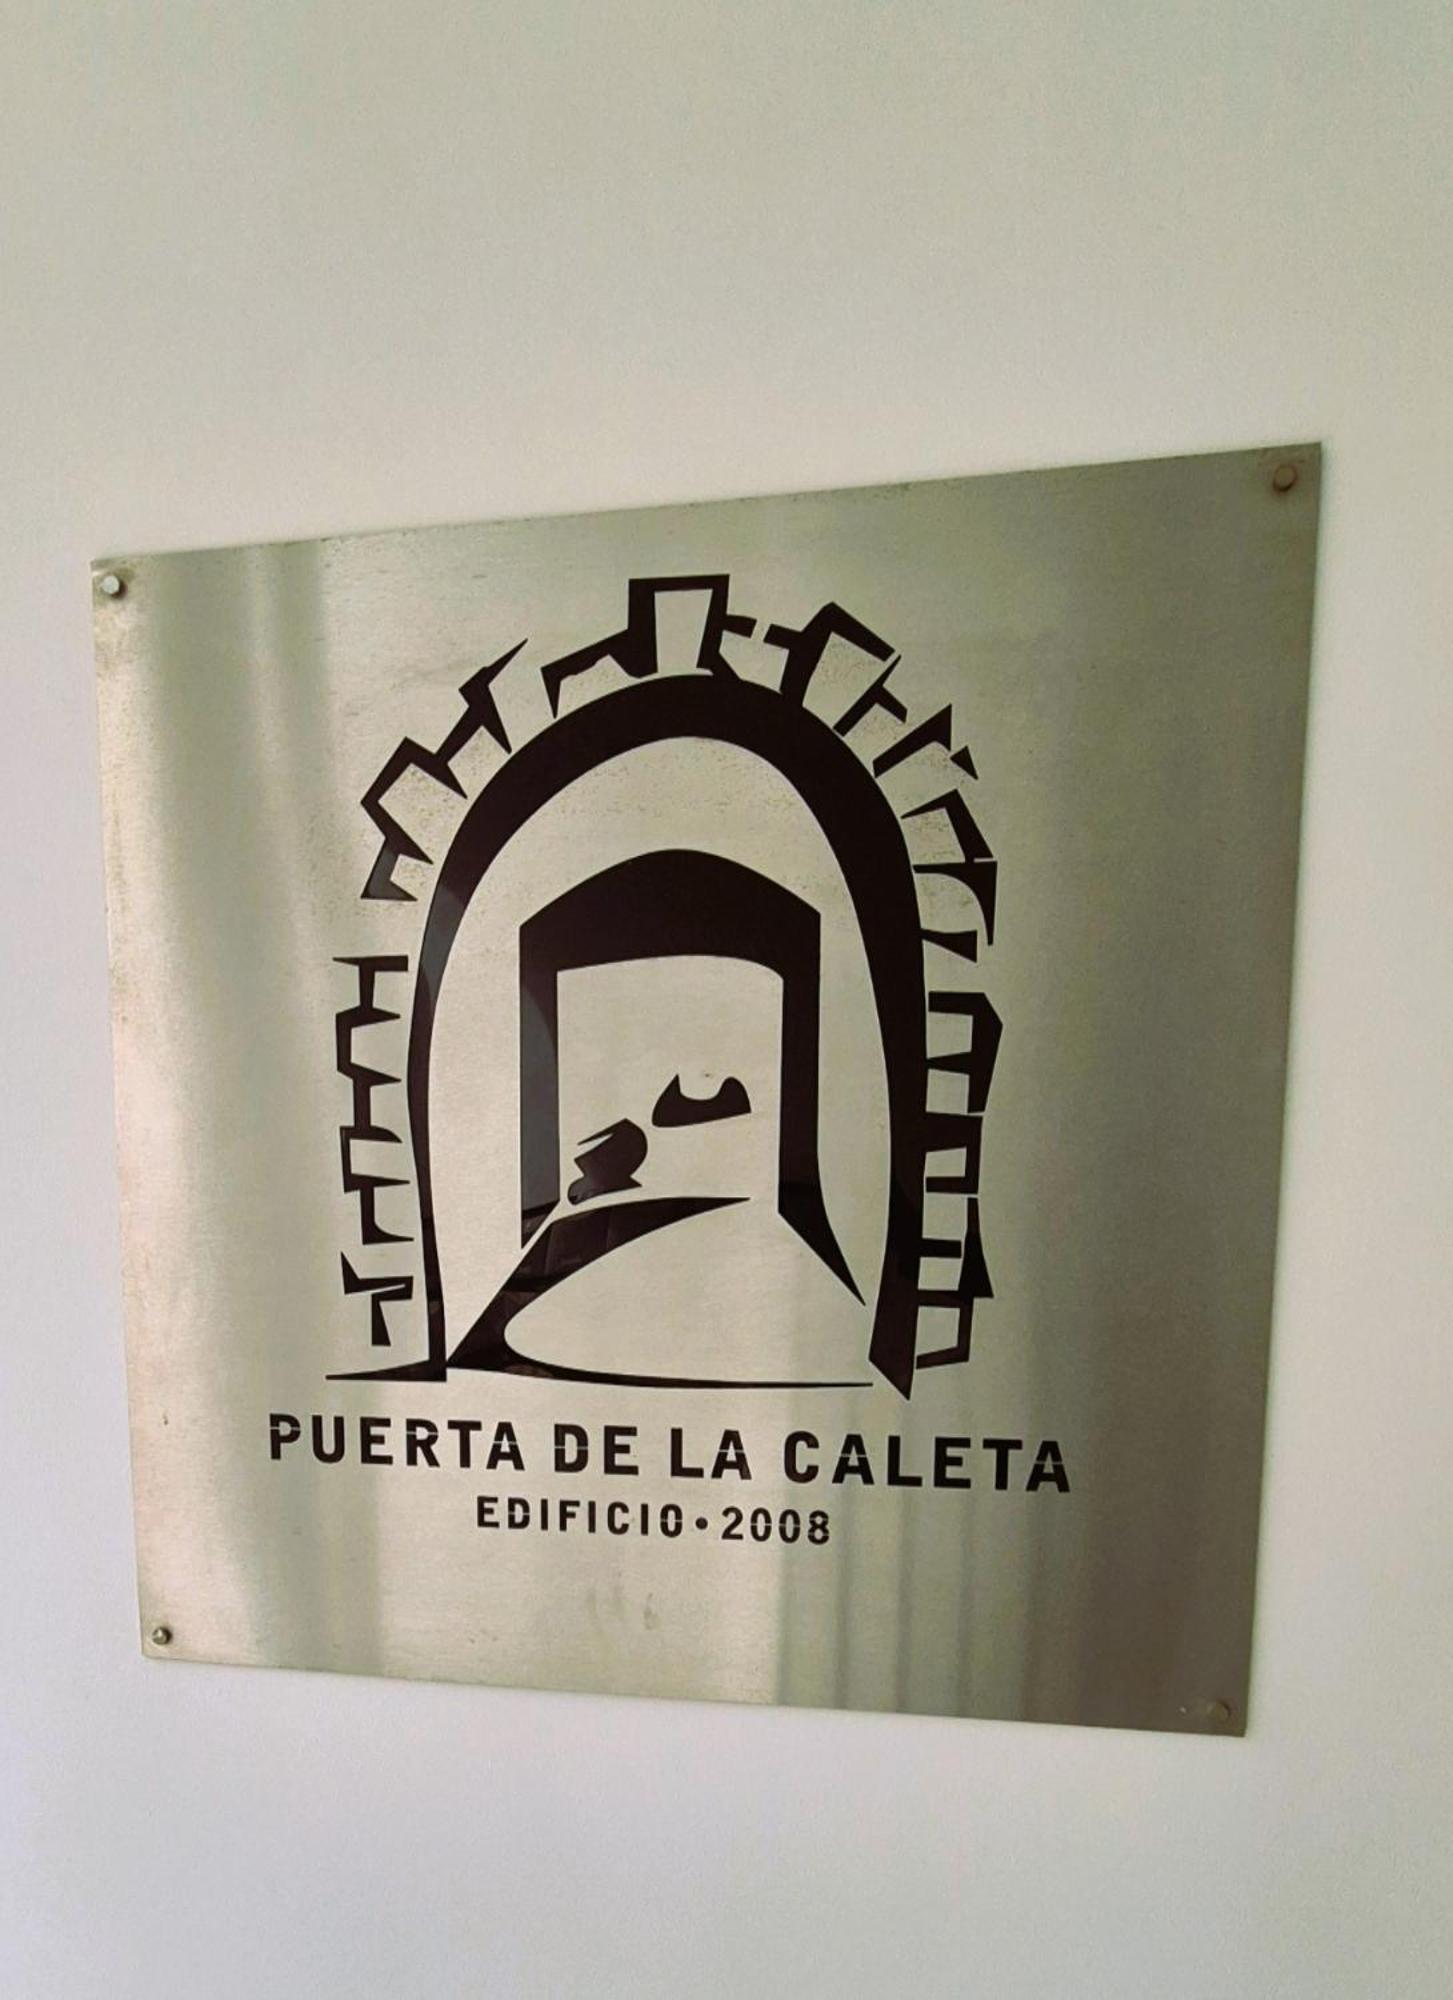 PUERTA DE LA CALETA
EDIFICIO • 2008